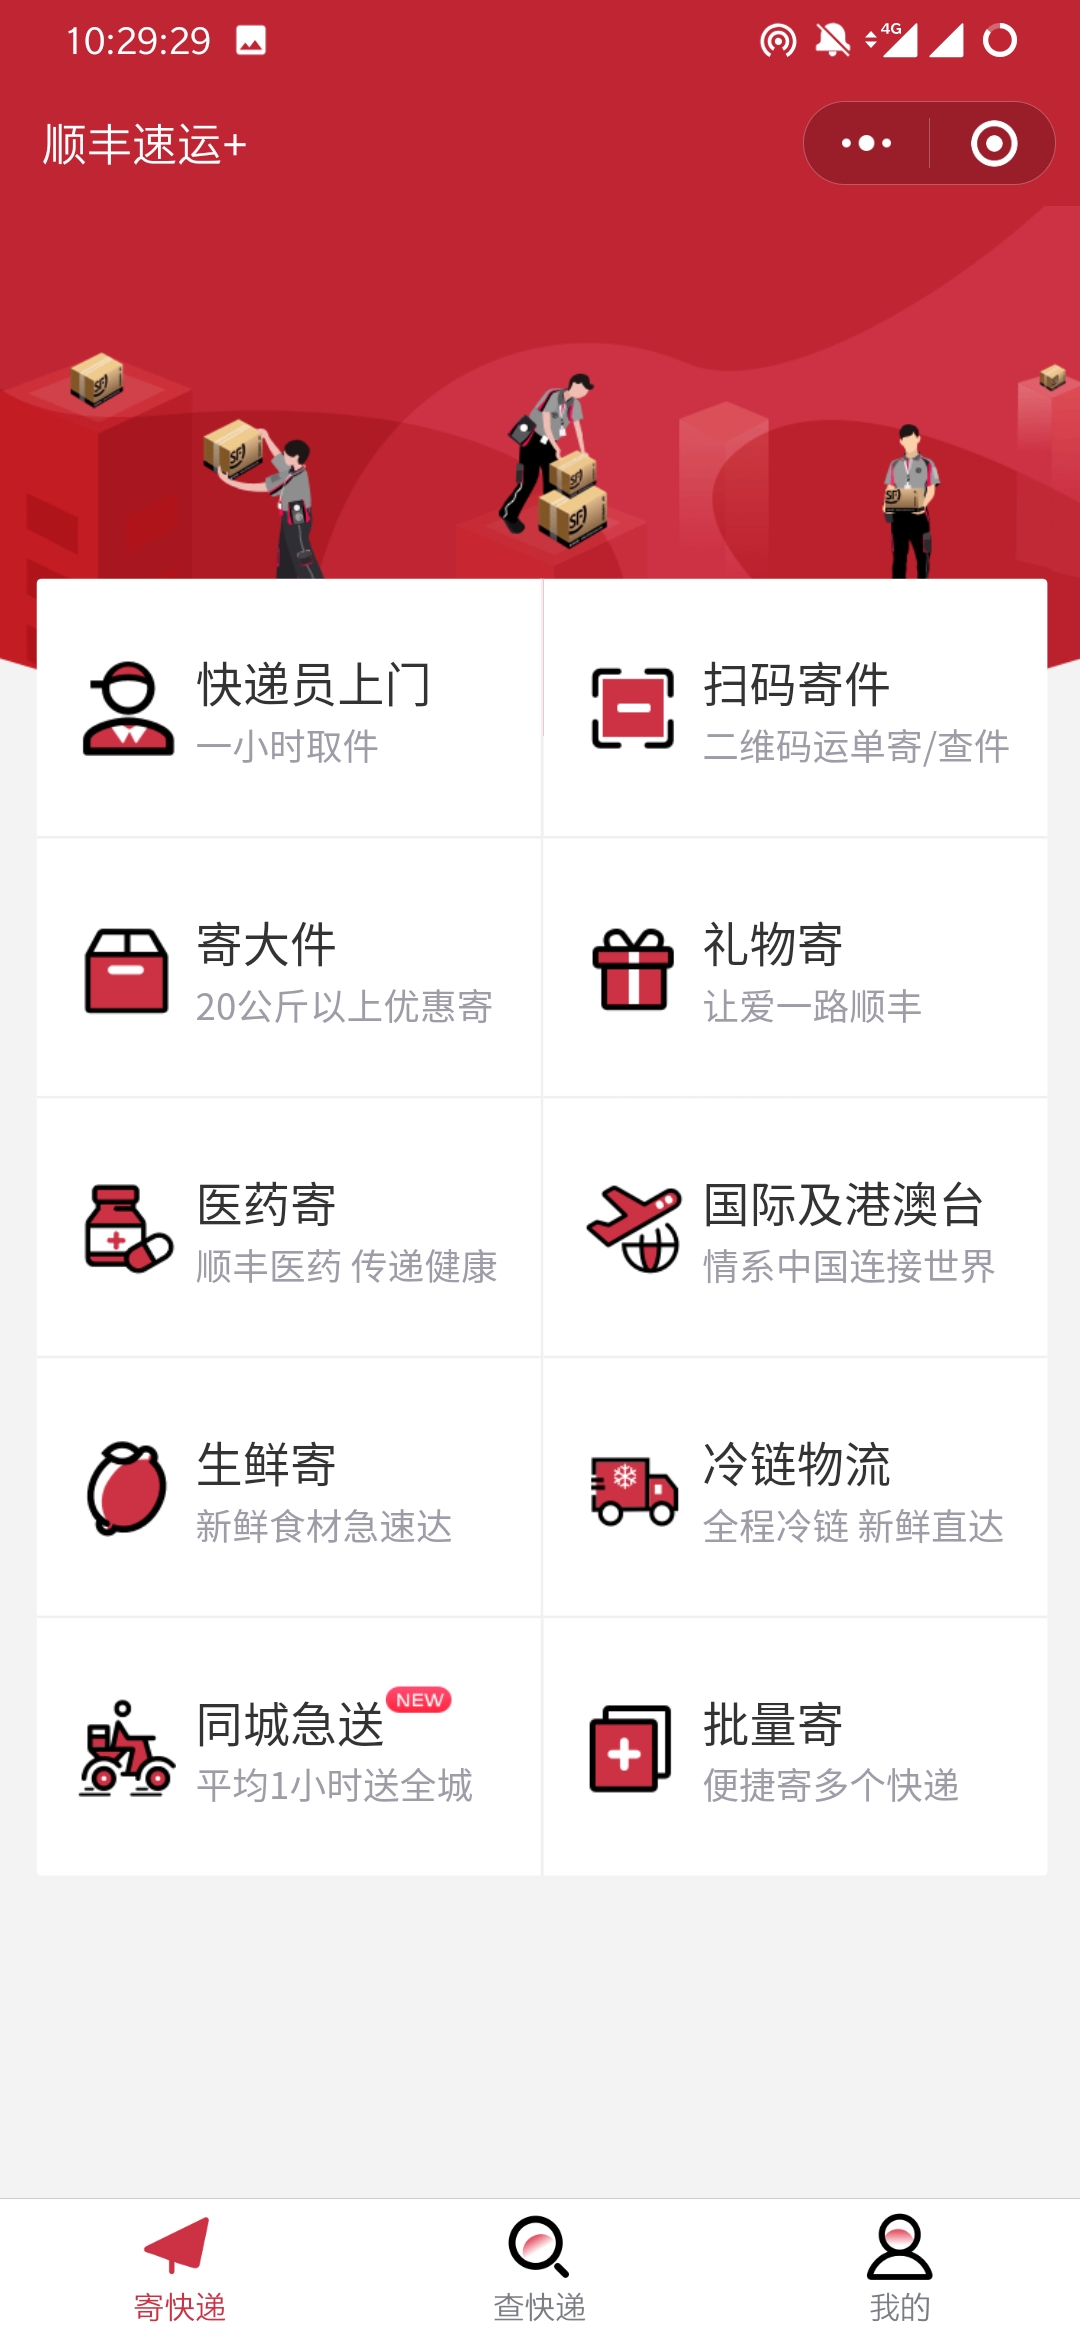 10:29:29
4G
顺丰速运+
SF
SF
SF
SF
SF
快递员上门
一小时取件
扫码寄件
二维码运单寄/查件
寄大件
20公斤以上优惠寄
礼物寄
让爱一路顺丰
医药寄
顺丰医药 传递健康
国际及港澳台
情系中国连接世界
生鲜寄
新鲜食材急速达
冷链物流
全程冷链 新鲜直达
同城急送 NEW
平均1小时送全城
批量寄
便捷寄多个快递
寄快递
查快递
我的